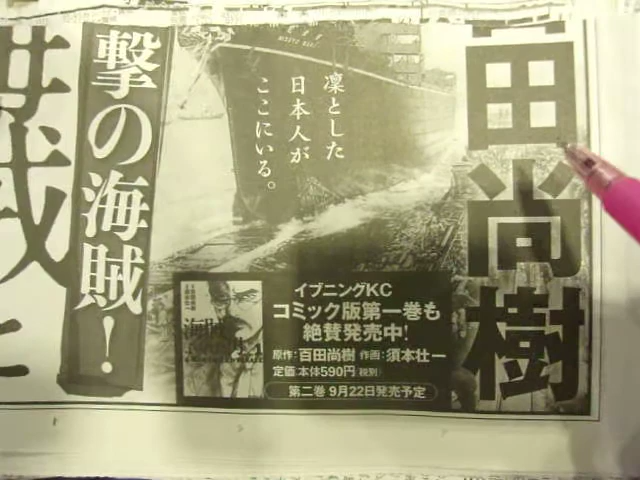 田尚樹
凛とした
日本人が
ここにいる。
撃の海賊!
イブニングKC
コミック版第一巻も
絶賛発売中!
原作:百田尚樹 作画:須本壮一
定価:本体590円(税別)
第二巻 9月22日発売予定
海賊